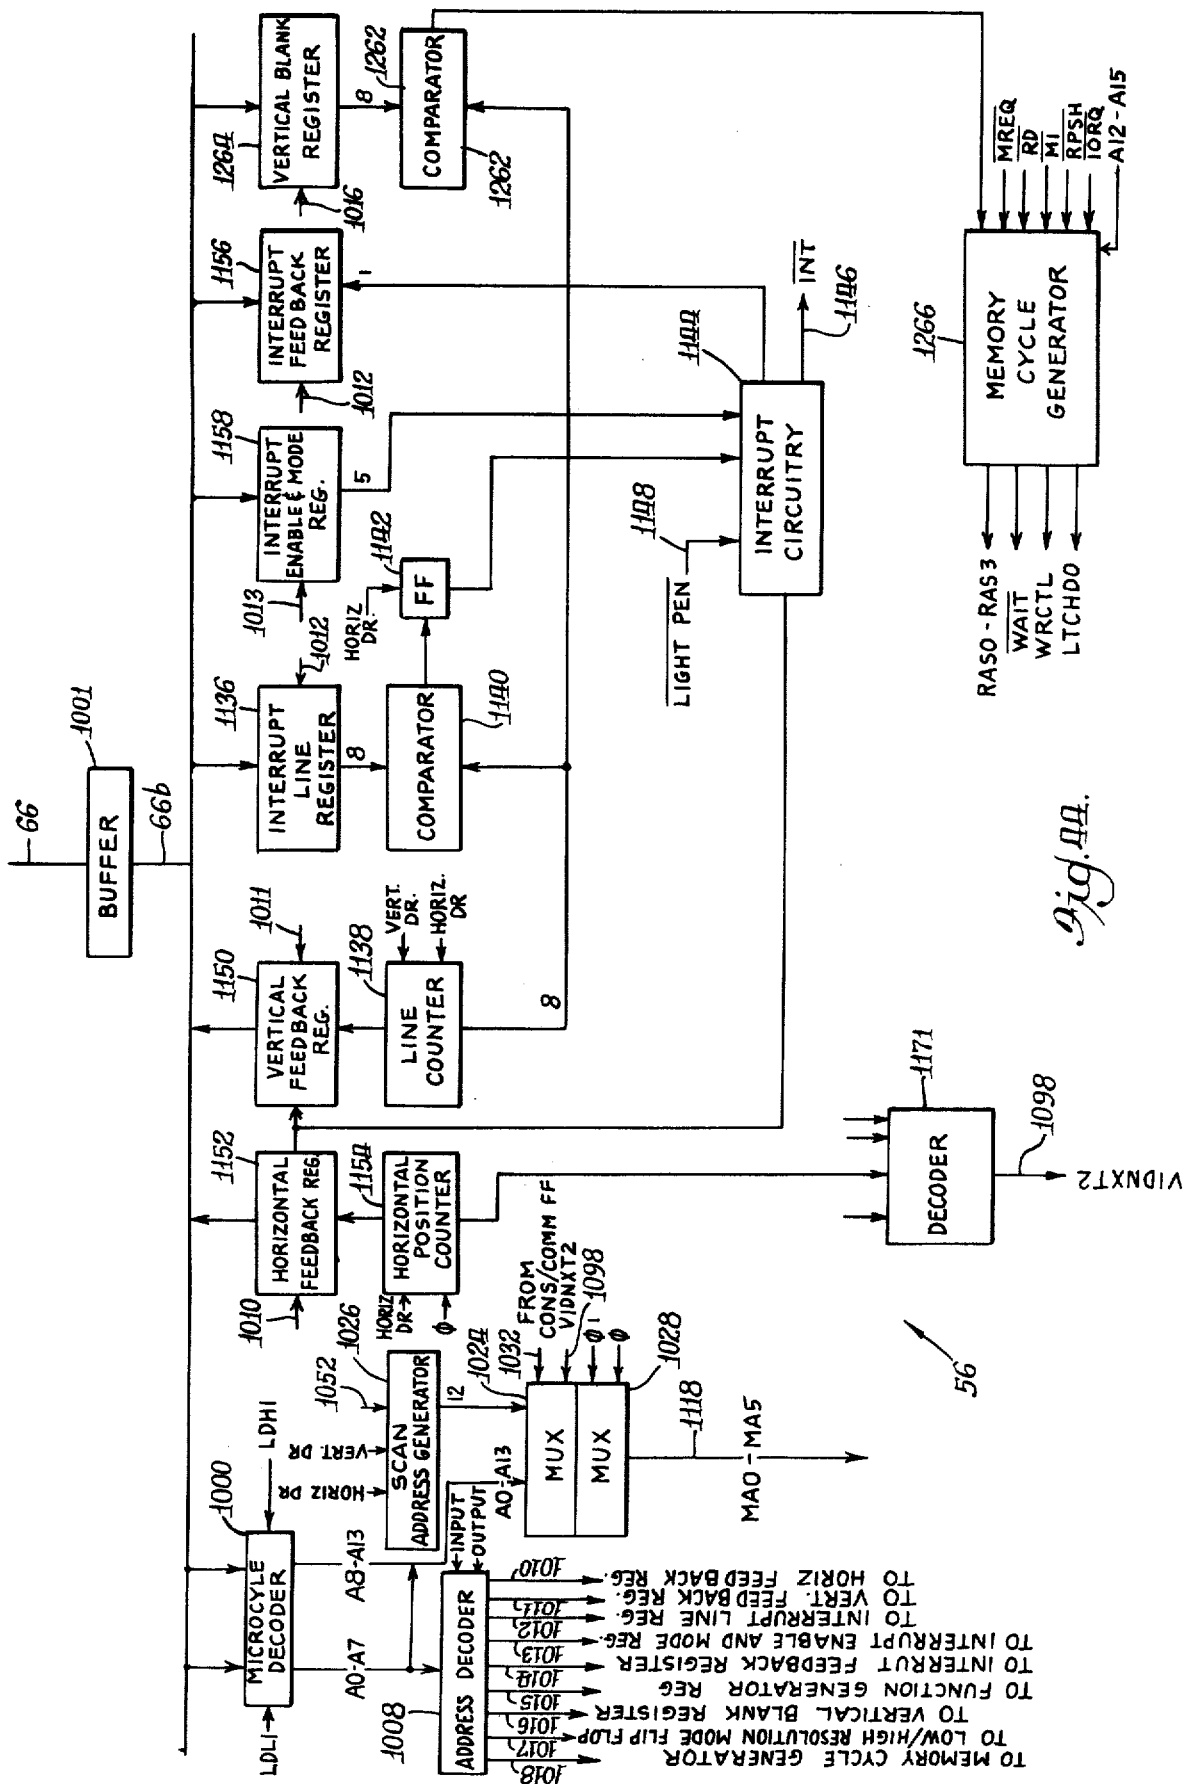 66
1001
BUFFER
66b
LDLI
MICROCYLE
DECODER
1000
LDHI
A0-A7
A8-A13
1008
ADDRESS DECODER
INPUT
OUTPUT
1010
TO HORIZ FEED BACK REG.
1011
TO VERT. FEED BACK REG.
1012
TO INTERRUPT LINE REG
1013
TO INTERRUPT ENABLE AND MODE REG.
1014
TO INTERRUT FEEDBACK REGISTER
1015
TO FUNCTION GENERATOR REG
1016
TO VERTICAL BLANK REGISTER
1017
TO LOW/HIGH RESOLUTION MODE FLIP FLOP
1018
TO MEMORY CYCLE GENERATOR
HORIZ DR
VERT DR
1052
1026
SCAN
ADDRESS GENERATOR
12
A0-A13
1024
1032
FROM
CONS/COMM FF
VIDNXT2
1098
Φ1
Φ
MUX
MUX
1028
1118
MA0-MA5
1010
1152
HORIZONTAL
FEEDBACK REG.
HORIZ
DR
Φ
1154
HORIZONTAL
POSITION
COUNTER
1150
1011
VERTICAL
FEEDBACK
REG.
1138
VERT.
DR.
HORIZ.
DR
LINE
COUNTER
8
1136
1012
INTERRUPT
LINE
REGISTER
8
COMPARATOR
1140
HORIZ
DR.
1142
FF
1013
1158
INTERRUPT
ENABLE & MODE
REG.
5
1012
1156
INTERRUPT
FEED BACK
REGISTER
1
1016
1264
VERTICAL BLANK
REGISTER
8
1262
COMPARATOR
1262
LIGHT PEN
1148
1144
INTERRUPT
CIRCUITRY
INT
1146
1171
DECODER
1098
VIDNXT2
56
1266
MEMORY
CYCLE
GENERATOR
MREQ
RD
M1
RPSH
IORQ
A12-A15
RAS0-RAS3
WAIT
WRCTL
LTCHDO
Fig. 44.